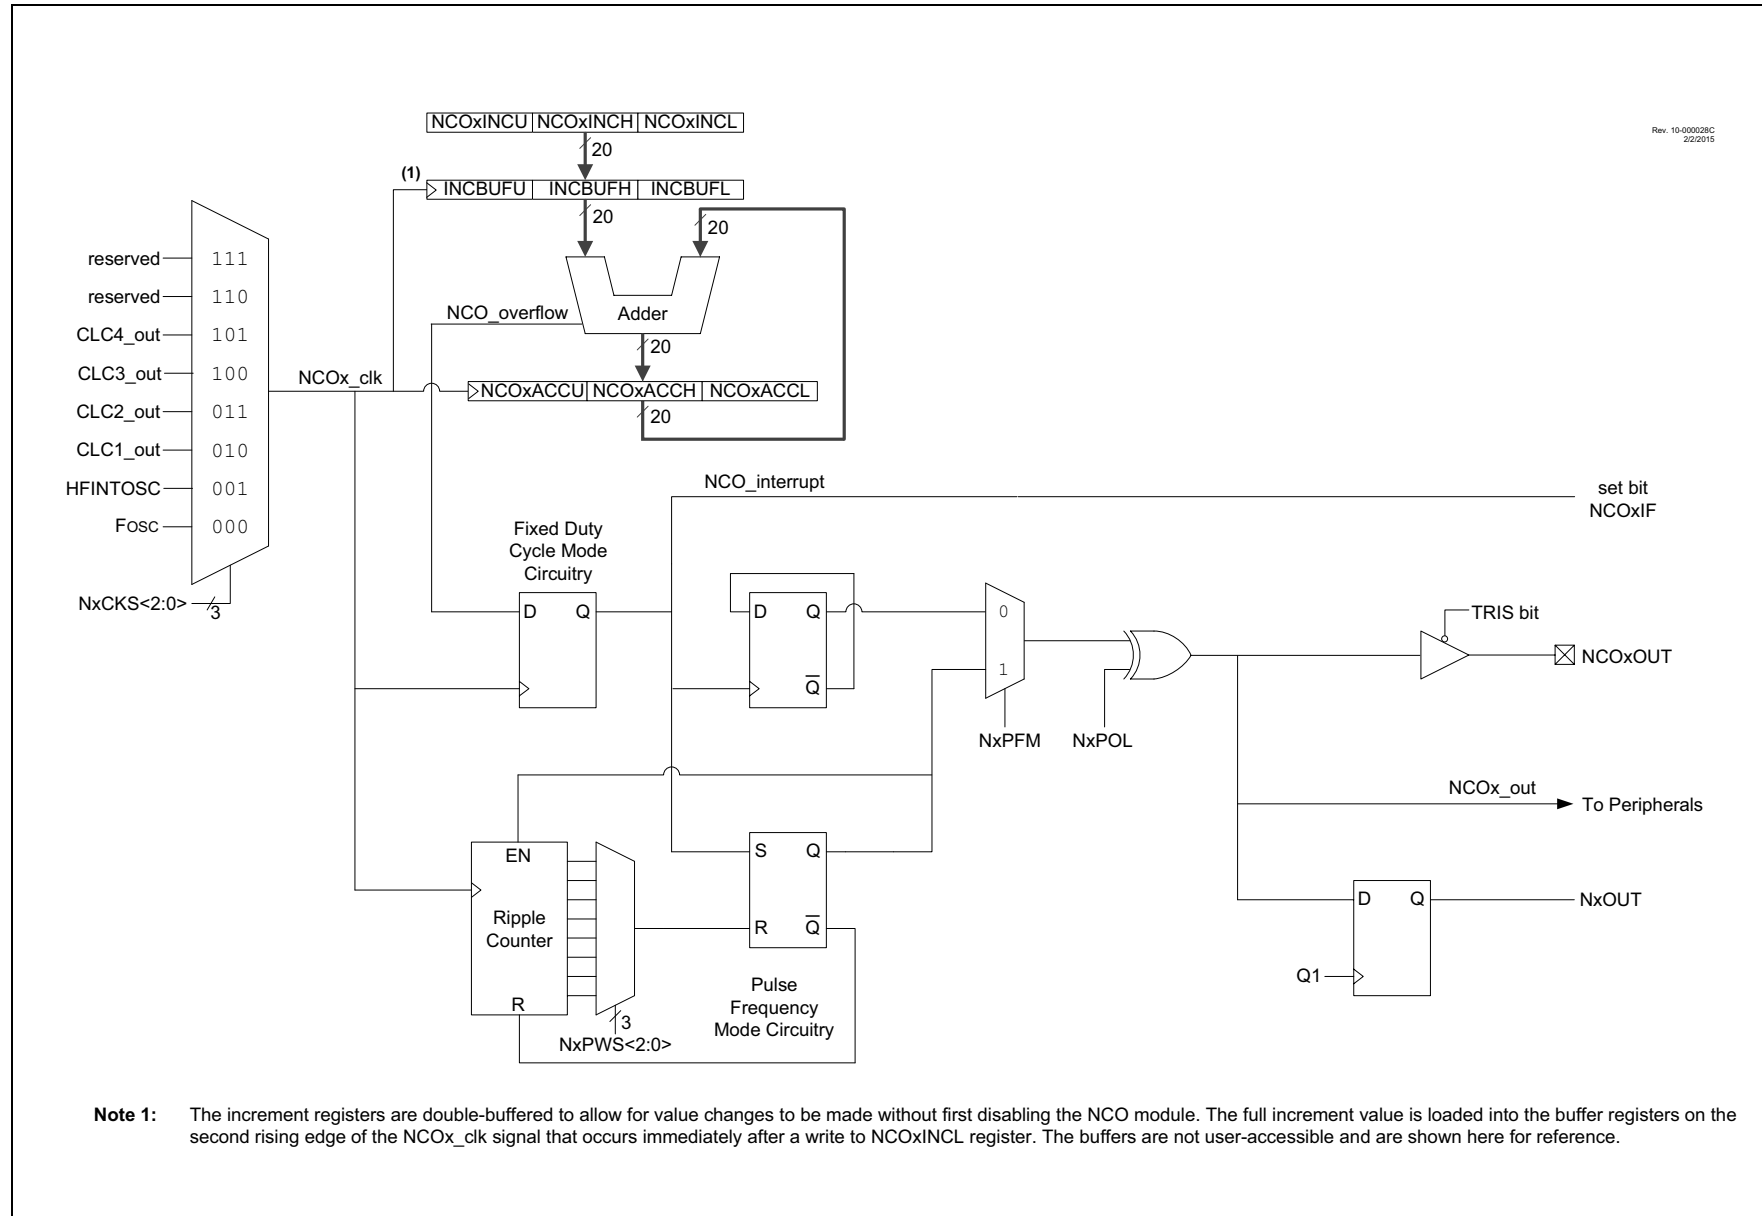 NCOxINCU NCOxINCH NCOxINCL
20
Rev. 10-000028C
2/2/2015
(1)
INCBUFU INCBUFH INCBUFL
20
20
reserved 111
reserved 110
CLC4_out 101
CLC3_out 100
CLC2_out 011
CLC1_out 010
HFINTOSC 001
FOSC 000
NxCKS<2:0>
3
NCOx_clk
NCO_overflow
Adder
20
NCOxACCU NCOxACCH NCOxACCL
20
NCO_interrupt
set bit
NCOxIF
Fixed Duty
Cycle Mode
Circuitry
D Q
D Q
Q̅
0
1
NxPFM
NxPOL
TRIS bit
NCOxOUT
NCOx_out
To Peripherals
EN
Ripple
Counter
R
3
NxPWS<2:0>
S Q
R Q̅
Pulse
Frequency
Mode Circuitry
D Q
NxOUT
Q1
Note 1: The increment registers are double-buffered to allow for value changes to be made without first disabling the NCO module. The full increment value is loaded into the buffer registers on the
second rising edge of the NCOx_clk signal that occurs immediately after a write to NCOxINCL register. The buffers are not user-accessible and are shown here for reference.